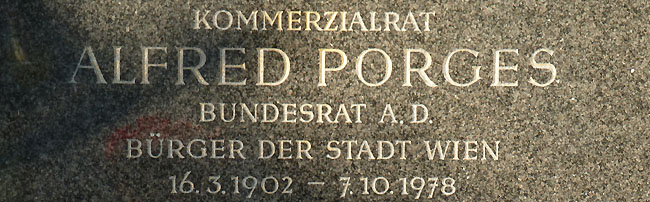 KOMMERZIALRAT
ALFRED PORGES
BUNDESRAT A. D.
BÜRGER DER STADT WIEN
16. 3. 1902 – 7. 10. 1978